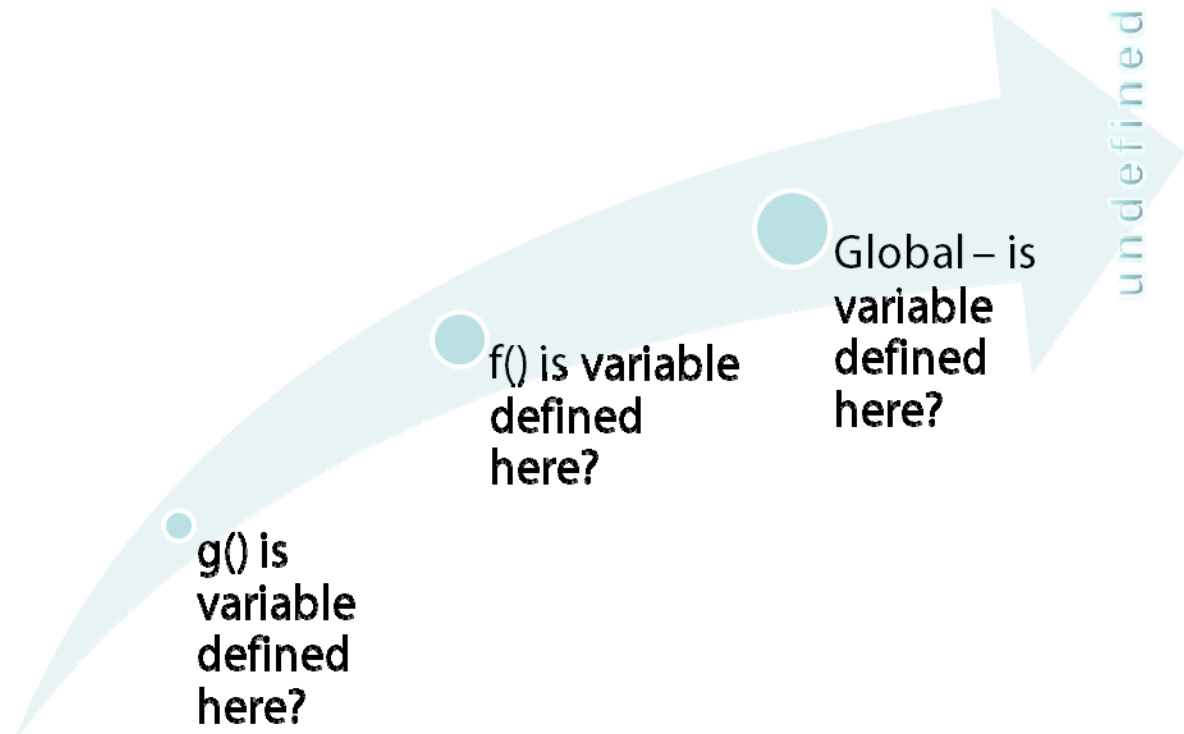 g() is
variable
defined
here?
f() is variable
defined
here?
Global – is
variable
defined
here?
undefined